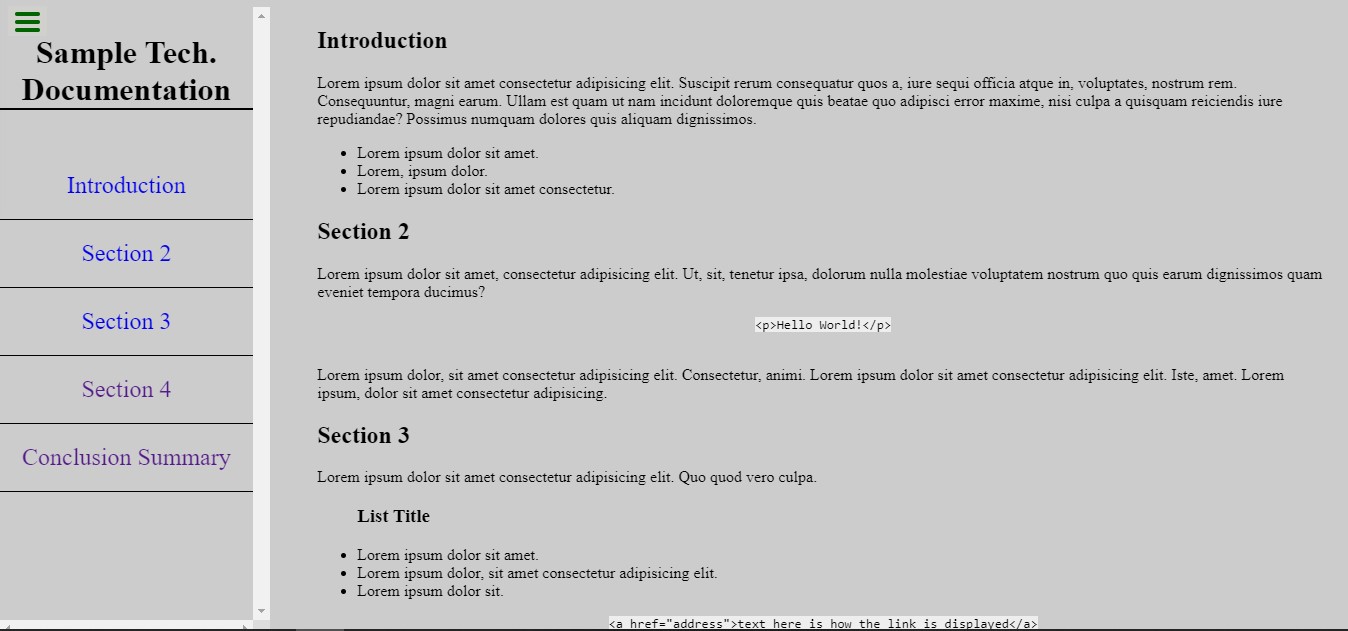 Sample Tech.
Documentation
Introduction
Section 2
Section 3
Section 4
Conclusion Summary
Introduction
Lorem ipsum dolor sit amet consectetur adipisicing elit. Suscipit rerum consequatur quos a, iure sequi officia atque in, voluptates, nostrum rem.
Consequuntur, magni earum. Ullam est quam ut nam incidunt doloremque quis beatae quo adipisci error maxime, nisi culpa a quisquam reiciendis iure
repudiandae? Possimus numquam dolores quis aliquam dignissimos.
• Lorem ipsum dolor sit amet.
• Lorem, ipsum dolor.
• Lorem ipsum dolor sit amet consectetur.
Section 2
Lorem ipsum dolor sit amet, consectetur adipisicing elit. Ut, sit, tenetur ipsa, dolorum nulla molestiae voluptatem nostrum quo quis earum dignissimos quam
eveniet tempora ducimus?
<p>Hello World!</p>
Lorem ipsum dolor, sit amet consectetur adipisicing elit. Consectetur, animi. Lorem ipsum dolor sit amet consectetur adipisicing elit. Iste, amet. Lorem
ipsum, dolor sit amet consectetur adipisicing.
Section 3
Lorem ipsum dolor sit amet consectetur adipisicing elit. Quo quod vero culpa.
List Title
• Lorem ipsum dolor sit amet.
• Lorem ipsum dolor, sit amet consectetur adipisicing elit.
• Lorem ipsum dolor sit.
<a href="address">text here is how the link is displayed</a>